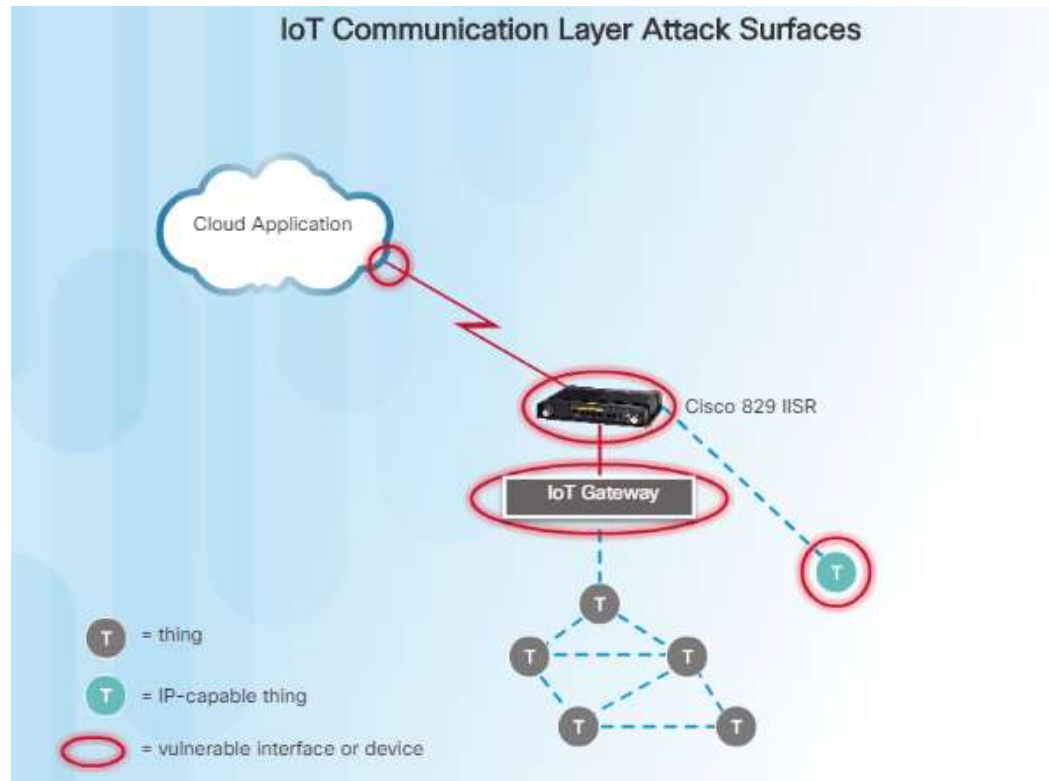 IoT Communication Layer Attack Surfaces
Cloud Application
Cisco 829 IISR
IoT Gateway
T
T
T
T
T
T
T = thing
T = IP-capable thing
= vulnerable interface or device